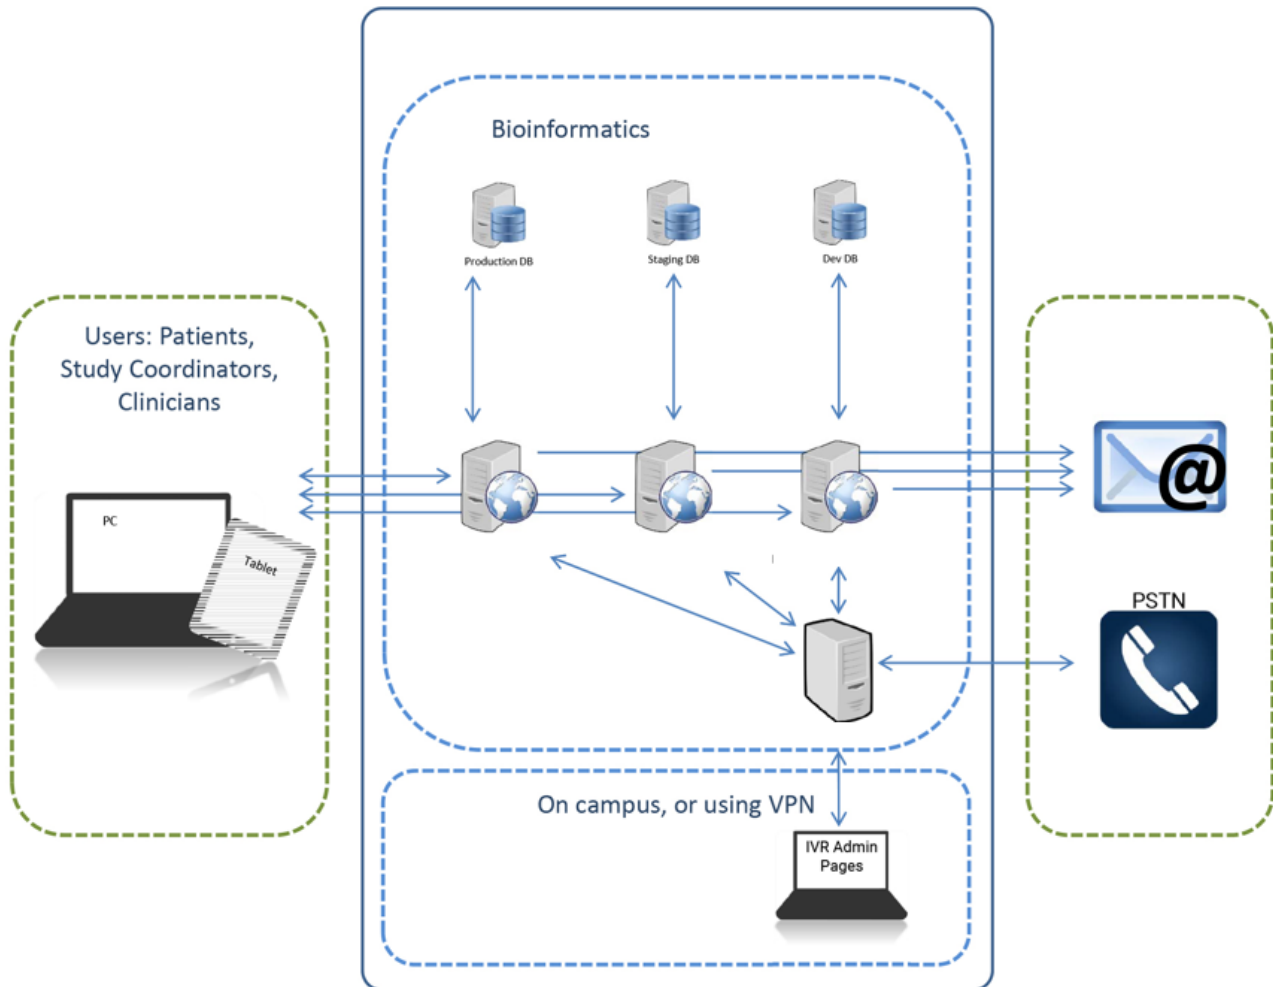 Bioinformatics
Production DB
Staging DB
Dev DB
Users: Patients,
Study Coordinators,
Clinicians
PC
Tablet
@
PSTN
On campus, or using VPN
IVR Admin
Pages